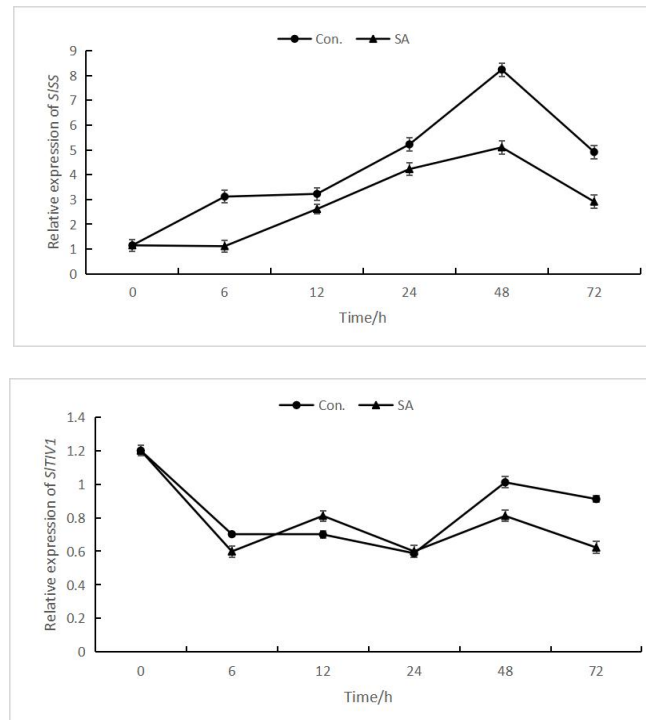 Con. SA
Relative expression of SlSS
9
8
7
6
5
4
3
2
1
0
0 6 12 24 48 72
Time/h
Con. SA
Relative expression of SlTIV1
1.4
1.2
1
0.8
0.6
0.4
0.2
0
0 6 12 24 48 72
Time/h